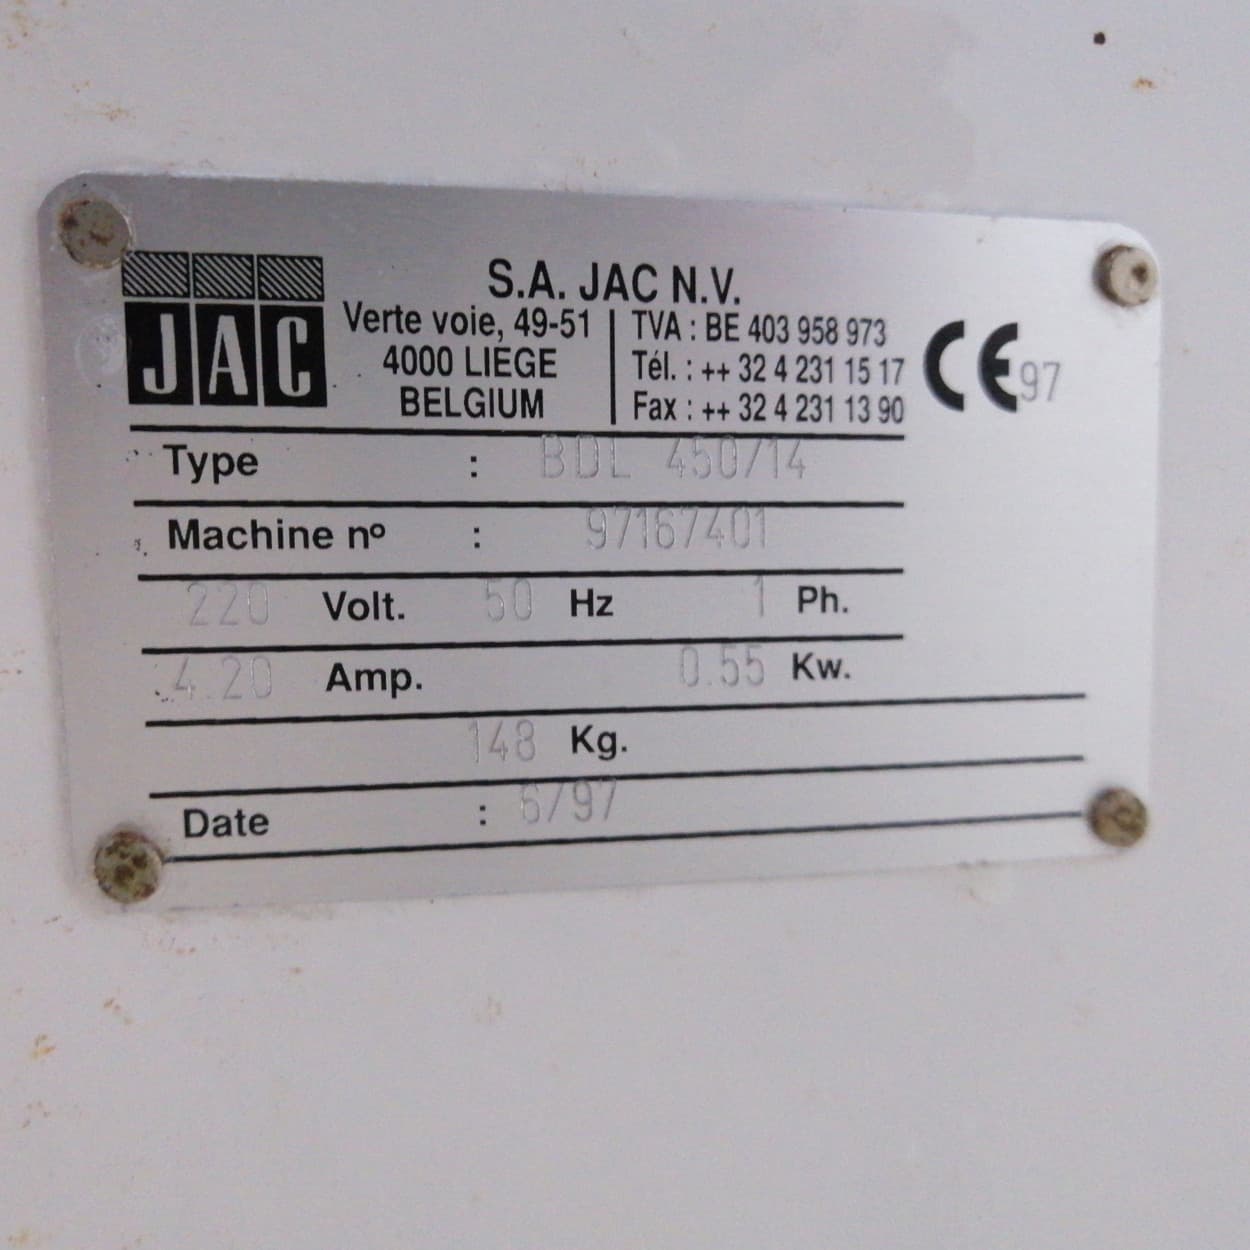 JAC
S.A. JAC N.V.
Verte voie, 49-51
4000 LIEGE
BELGIUM
TVA : BE 403 958 973
Tél. : ++ 32 4 231 15 17
Fax : ++ 32 4 231 13 90
CE 97
Type : BDL 450/14
Machine nº : 97167401
220 Volt. 50 Hz 1 Ph.
4.20 Amp. 0.55 Kw.
148 Kg.
Date : 6/97